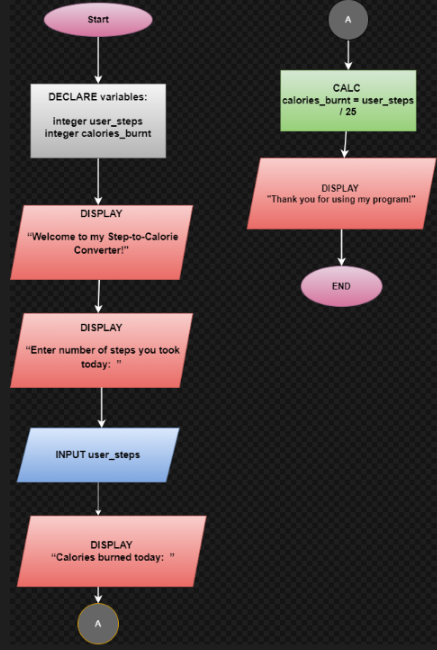 Start
DECLARE variables:
integer user_steps
integer calories_burnt
DISPLAY
“Welcome to my Step-to-Calorie
Converter!”
DISPLAY
“Enter number of steps you took
today:  ”
INPUT user_steps
DISPLAY
“Calories burned today:  ”
A
A
CALC
calories_burnt = user_steps
/ 25
DISPLAY
"Thank you for using my program!"
END